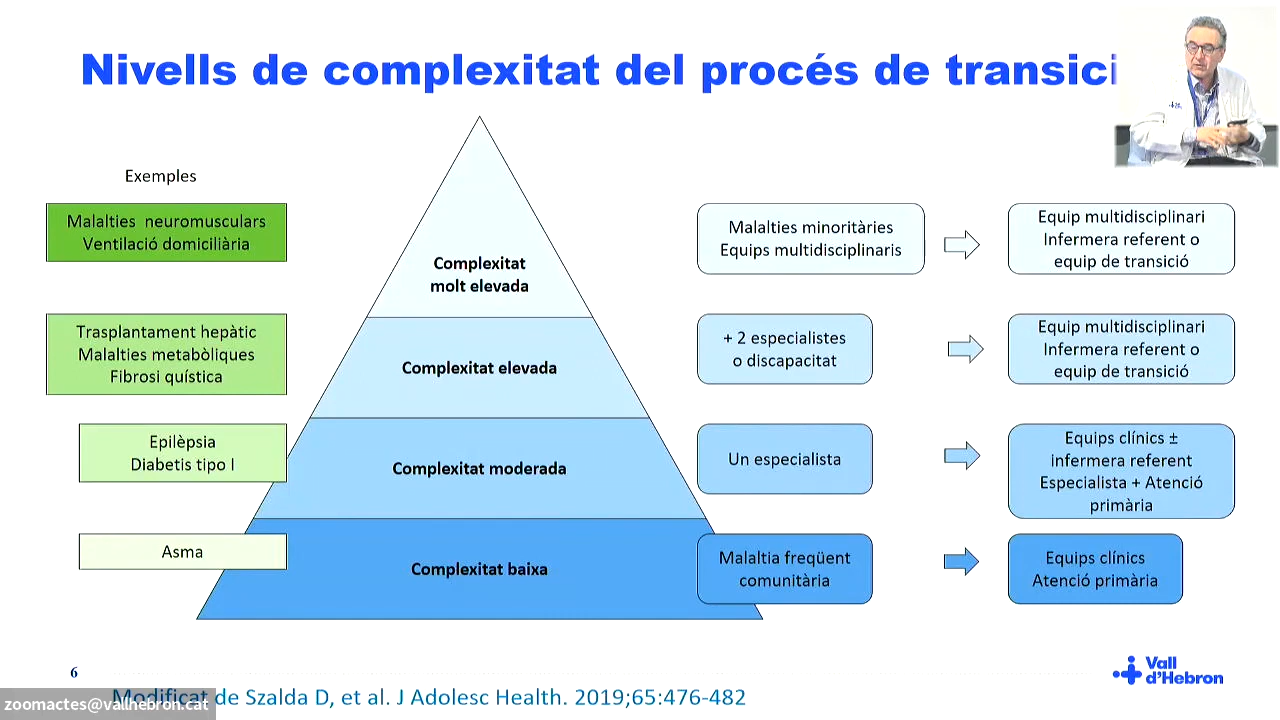 Nivells de complexitat del procés de transici
Exemples
Malalties neuromusculars
Ventilació domiciliària
Complexitat
molt elevada
Malalties minoritàries
Equips multidisciplinaris
Equip multidisciplinari
Infermera referent o
equip de transició
Trasplantament hepàtic
Malalties metabòliques
Fibrosi quística
Complexitat elevada
+ 2 especialistes
o discapacitat
Equip multidisciplinari
Infermera referent o
equip de transició
Epilèpsia
Diabetis tipo I
Complexitat moderada
Un especialista
Equips clínics ±
infermera referent
Especialista + Atenció
primària
Asma
Complexitat baixa
Malaltia freqüent
comunitària
Equips clínics
Atenció primària
6
Vall
d'Hebron
Modificat de Szalda D, et al. J Adolesc Health. 2019;65:476-482
zoomactes@vallhebron.cat